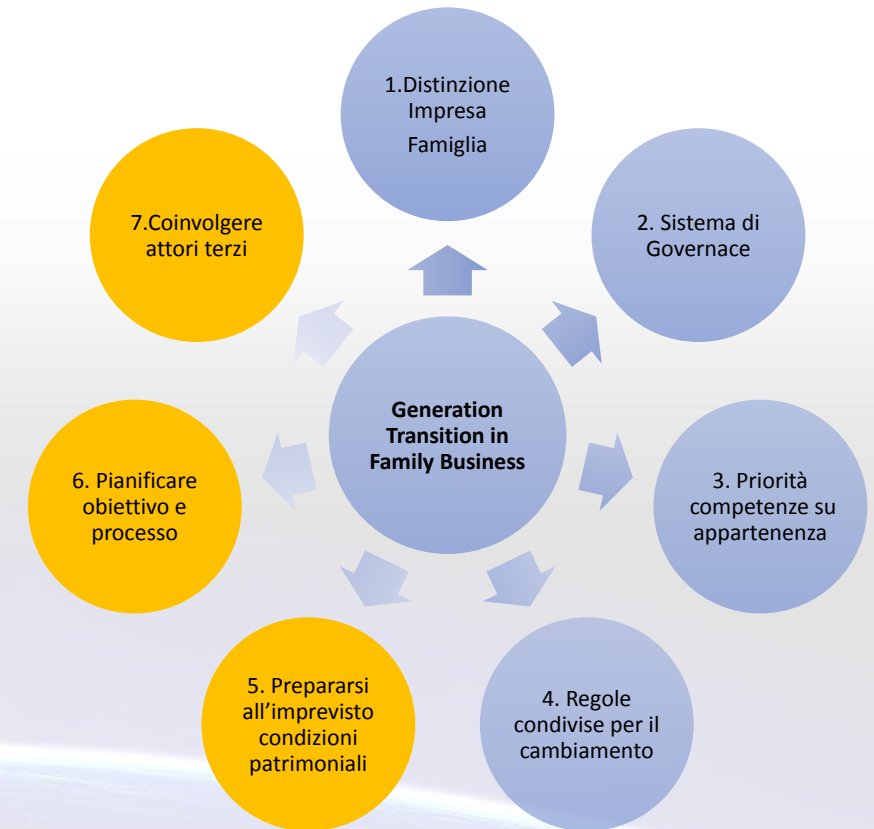 1.Distinzione
Impresa
Famiglia
2. Sistema di
Governace
3. Priorità
competenze su
appartenenza
4. Regole
condivise per il
cambiamento
5. Prepararsi
all’imprevisto
condizioni
patrimoniali
6. Pianificare
obiettivo e
processo
7.Coinvolgere
attori terzi
Generation
Transition in
Family Business